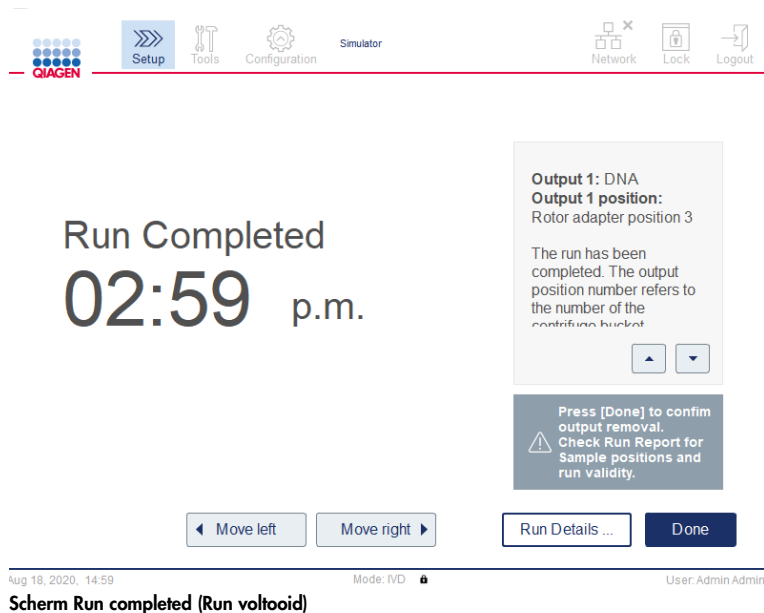 QIAGEN
Setup
Tools
Configuration
Simulator
Network
Lock
Logout
Run Completed
02:59 p.m.
Output 1: DNA
Output 1 position:
Rotor adapter position 3
The run has been
completed. The output
position number refers to
the number of the
centrifuge bucket
Press [Done] to confim
output removal.
Check Run Report for
Sample positions and
run validity.
Move left
Move right
Run Details ...
Done
Aug 18, 2020, 14:59
Mode: IVD
User: Admin Admin
Scherm Run completed (Run voltooid)